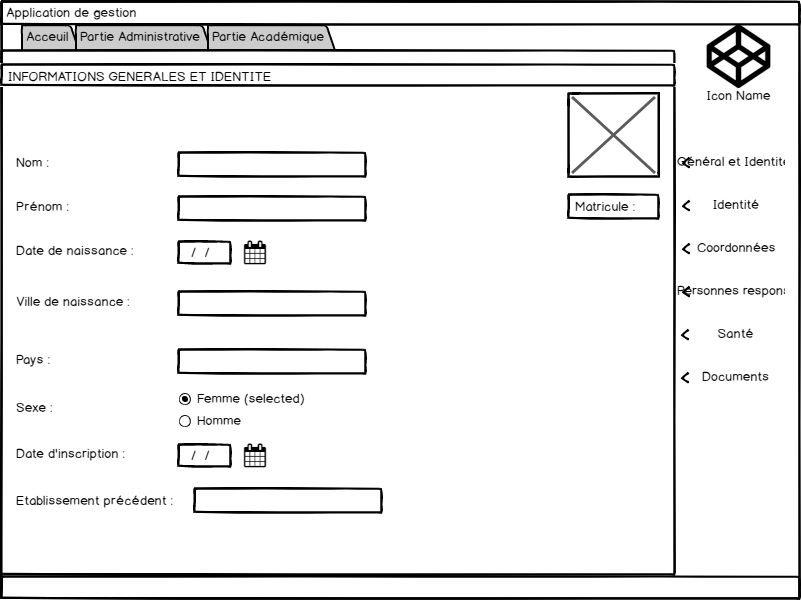 Application de gestion
Acceuil
Partie Administrative
Partie Académique
INFORMATIONS GENERALES ET IDENTITE
Icon Name
Nom :
Prénom :
Matricule :
Date de naissance :
/ /
Ville de naissance :
Pays :
Sexe :
Femme (selected)
Homme
Date d'inscription :
/ /
Etablissement précédent :
Général et Identité
Identité
Coordonnées
Personnes respons
Santé
Documents